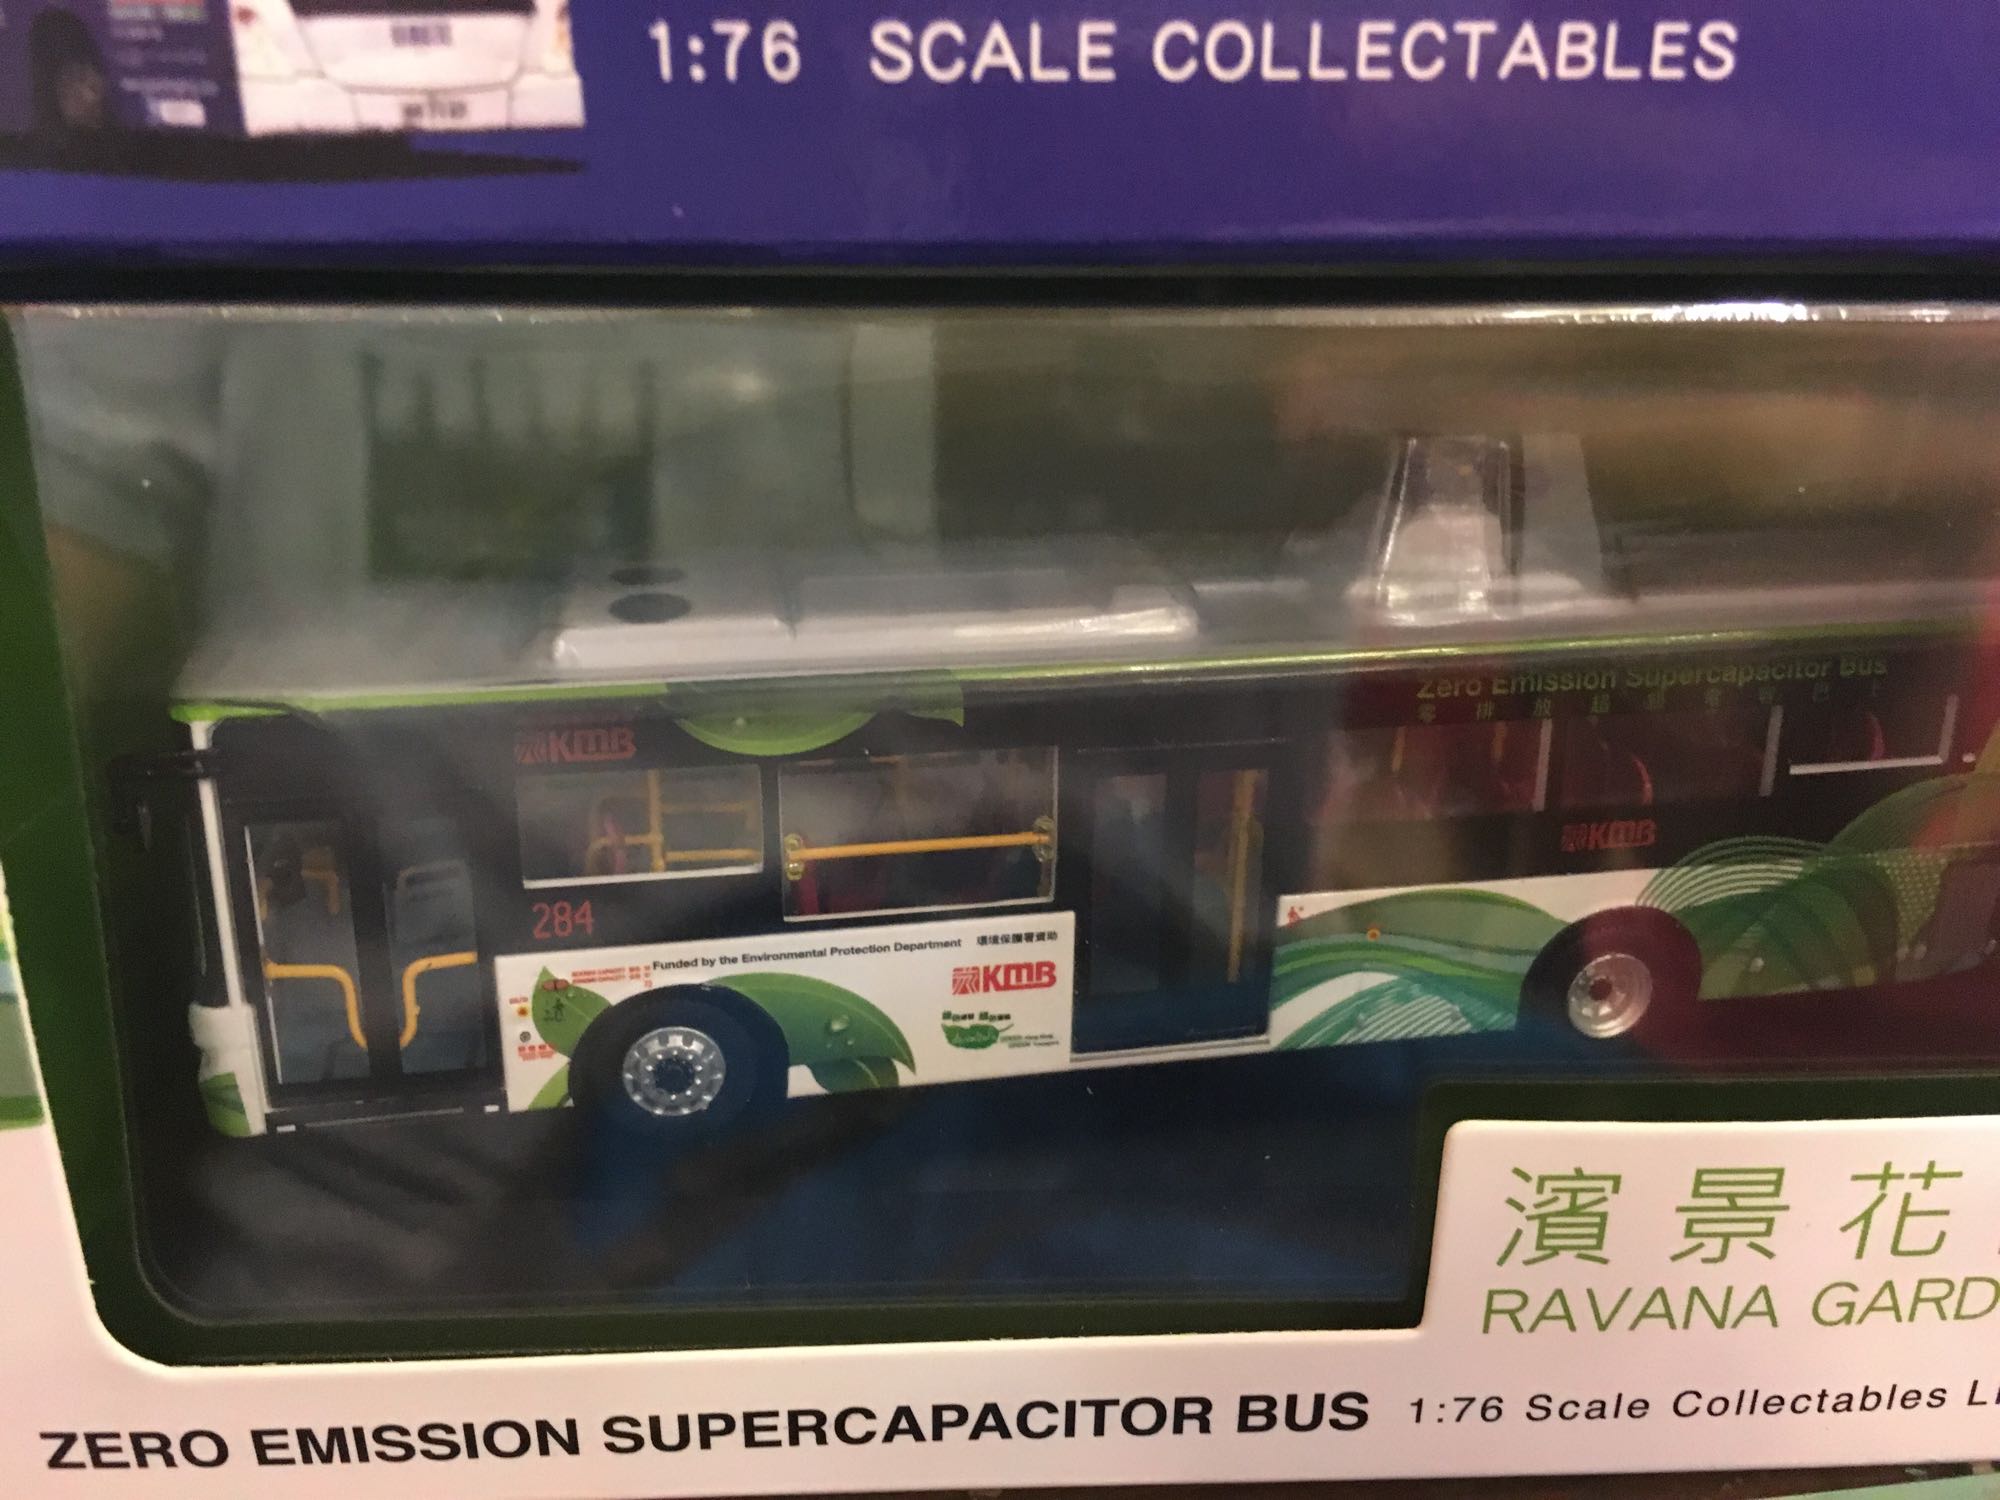 1:76 SCALE COLLECTABLES
Zero Emission Supercapacitor Bus
零排放超級電容巴士
KMB
KMB
284
Funded by the Environmental Protection Department 環境保護署資助
KMB
濱景花
RAVANA GARD
ZERO EMISSION SUPERCAPACITOR BUS 1:76 Scale Collectables Li